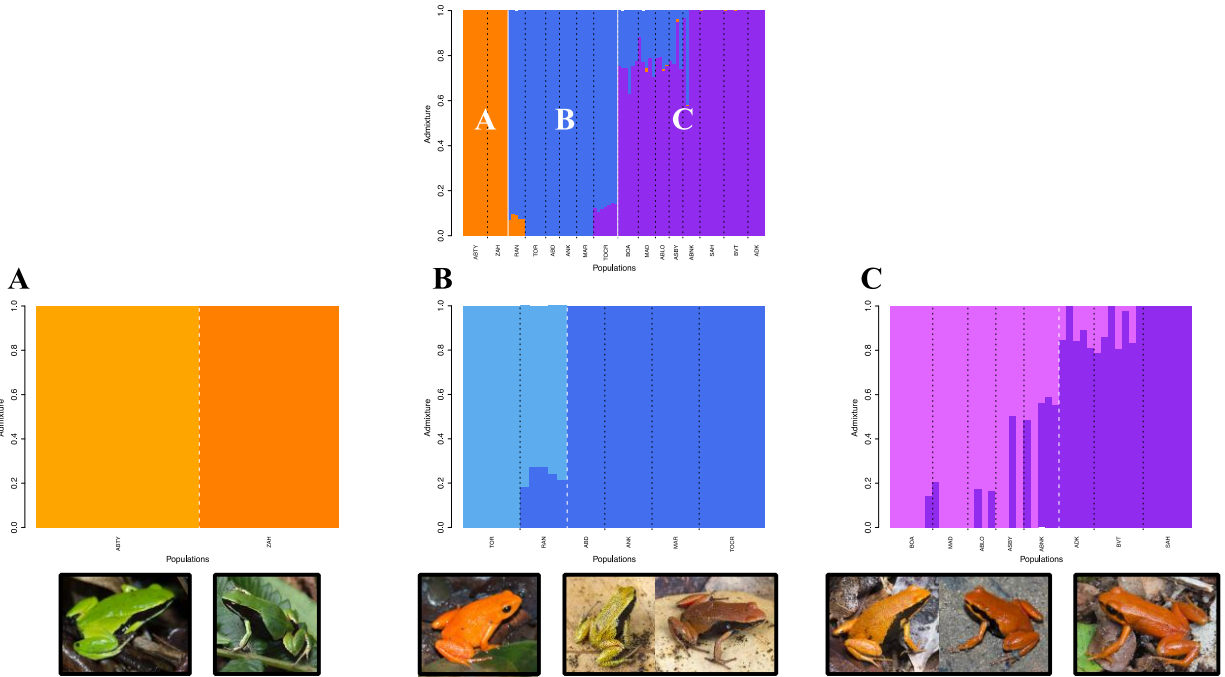 1.0
0.8
0.6
0.4
0.2
0.0
Admixture
A B C
ABTY ZAH RAN TOR ABD ANK MAR TOCR BOA MAD ABLO ASBY ABNK SAH BVT ADK
Populations
A
1.0
0.8
0.6
0.4
0.2
0.0
Admixture
ABTY ZAH
Populations
B
1.0
0.8
0.6
0.4
0.2
0.0
Admixture
TOR RAN ABD ANK MAR TOCR
Populations
C
1.0
0.8
0.6
0.4
0.2
0.0
Admixture
BOA MAD ABLO ASBY ABNK ADK BVT SAH
Populations